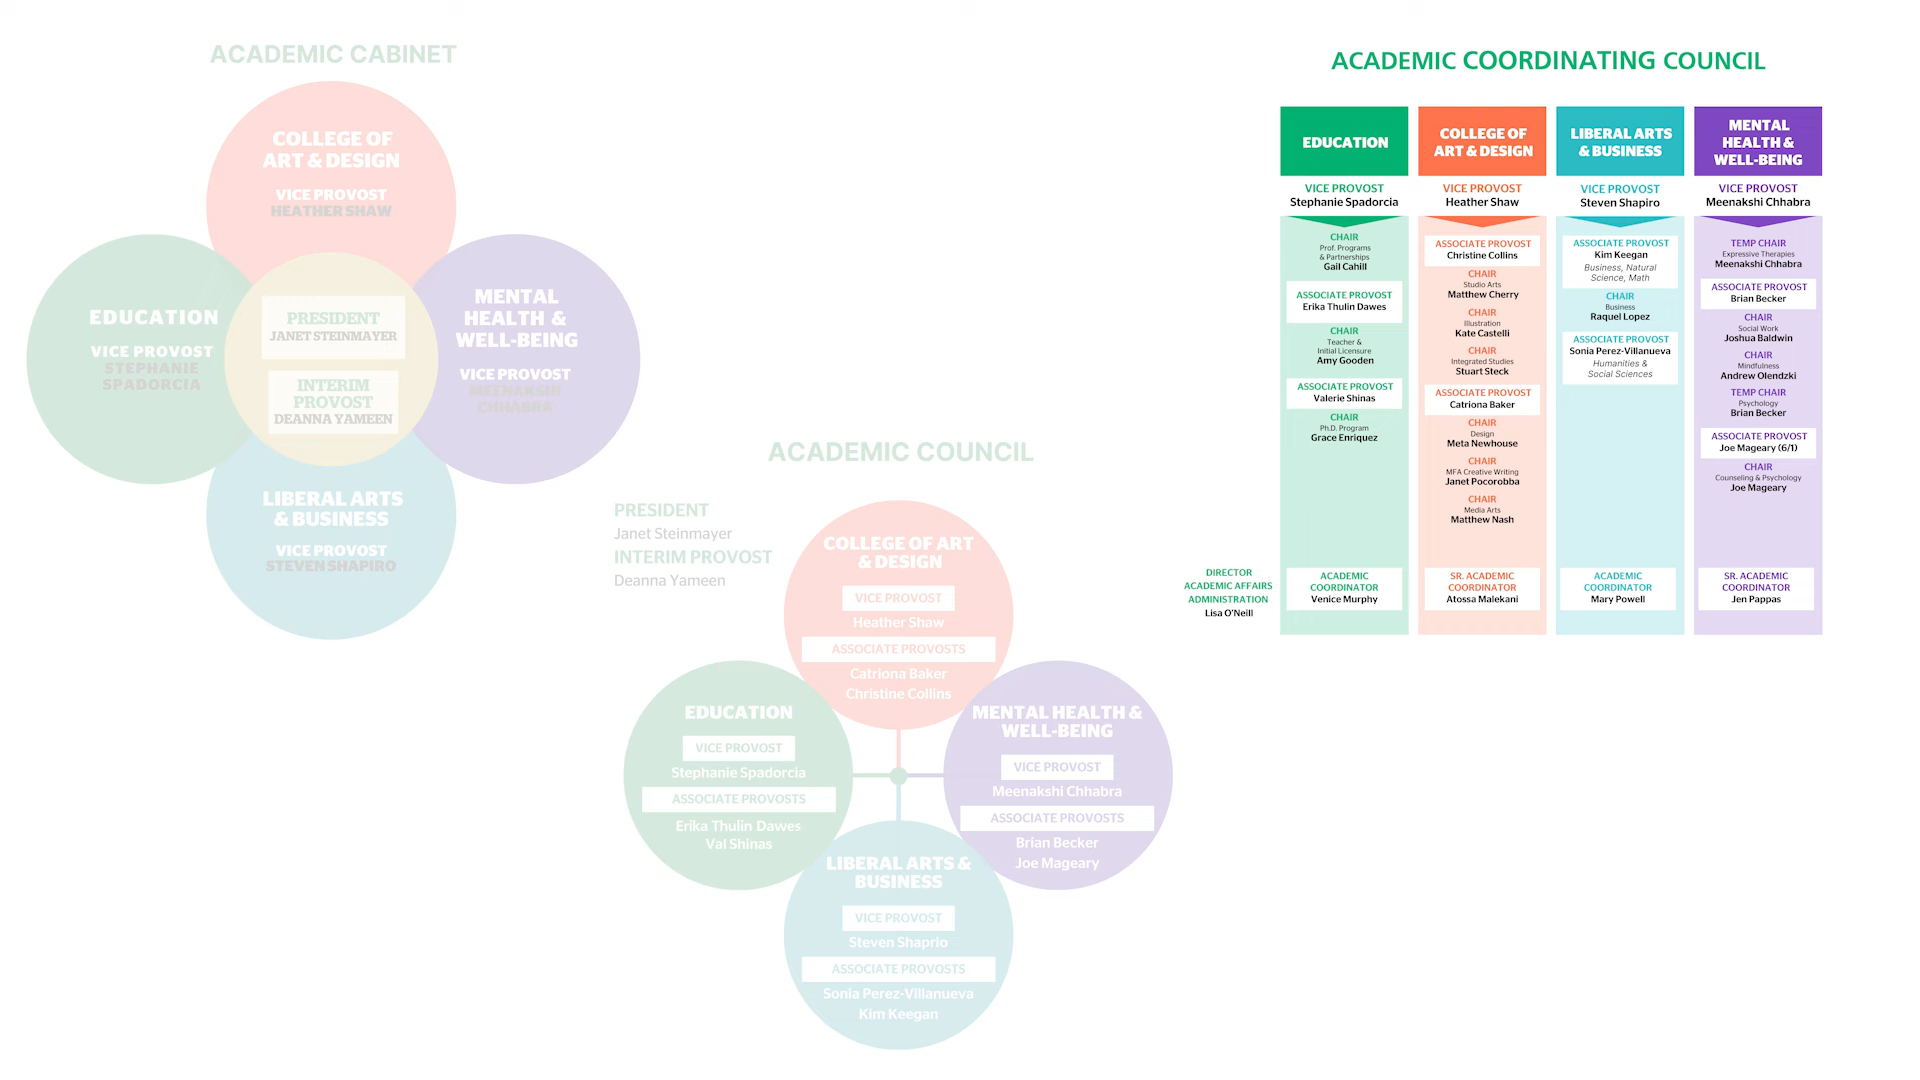 ACADEMIC CABINET
COLLEGE OF
ART & DESIGN
VICE PROVOST
HEATHER SHAW
EDUCATION
VICE PROVOST
STEPHANIE
SPADORCIA
PRESIDENT
JANET STEINMAYER
INTERIM
PROVOST
DEANNA YAMEEN
MENTAL
HEALTH &
WELL-BEING
VICE PROVOST
MEENAKSHI
CHHABRA
LIBERAL ARTS
& BUSINESS
VICE PROVOST
STEVEN SHAPIRO
ACADEMIC COUNCIL
PRESIDENT
Janet Steinmayer
INTERIM PROVOST
Deanna Yameen
COLLEGE OF ART
& DESIGN
VICE PROVOST
Heather Shaw
ASSOCIATE PROVOSTS
Catriona Baker
Christine Collins
EDUCATION
VICE PROVOST
Stephanie Spadorcia
ASSOCIATE PROVOSTS
Erika Thulin Dawes
Val Shinas
MENTAL HEALTH &
WELL-BEING
VICE PROVOST
Meenakshi Chhabra
ASSOCIATE PROVOSTS
Brian Becker
Joe Mageary
LIBERAL ARTS &
BUSINESS
VICE PROVOST
Steven Shaprio
ASSOCIATE PROVOSTS
Sonia Perez-Villanueva
Kim Keegan
ACADEMIC COORDINATING COUNCIL
EDUCATION
VICE PROVOST
Stephanie Spadorcia
CHAIR
Prof. Programs
& Partnerships
Gail Cahill
ASSOCIATE PROVOST
Erika Thulin Dawes
CHAIR
Teacher &
Initial Licensure
Amy Gooden
ASSOCIATE PROVOST
Valerie Shinas
CHAIR
Ph.D. Program
Grace Enriquez
ACADEMIC
COORDINATOR
Venice Murphy
COLLEGE OF
ART & DESIGN
VICE PROVOST
Heather Shaw
ASSOCIATE PROVOST
Christine Collins
CHAIR
Studio Arts
Matthew Cherry
CHAIR
Illustration
Kate Castelli
CHAIR
Integrated Studies
Stuart Steck
ASSOCIATE PROVOST
Catriona Baker
CHAIR
Design
Meta Newhouse
CHAIR
MFA Creative Writing
Janet Pocorobba
CHAIR
Media Arts
Matthew Nash
SR. ACADEMIC
COORDINATOR
Atossa Malekani
LIBERAL ARTS
& BUSINESS
VICE PROVOST
Steven Shapiro
ASSOCIATE PROVOST
Kim Keegan
Business, Natural
Science, Math
CHAIR
Business
Raquel Lopez
ASSOCIATE PROVOST
Sonia Perez-Villanueva
Humanities &
Social Sciences
ACADEMIC
COORDINATOR
Mary Powell
MENTAL
HEALTH &
WELL-BEING
VICE PROVOST
Meenakshi Chhabra
TEMP CHAIR
Expressive Therapies
Meenakshi Chhabra
ASSOCIATE PROVOST
Brian Becker
CHAIR
Social Work
Joshua Baldwin
CHAIR
Mindfulness
Andrew Olendzki
TEMP CHAIR
Psychology
Brian Becker
ASSOCIATE PROVOST
Joe Mageary (6/1)
CHAIR
Counseling & Psychology
Joe Mageary
SR. ACADEMIC
COORDINATOR
Jen Pappas
DIRECTOR
ACADEMIC AFFAIRS
ADMINISTRATION
Lisa O'Neill